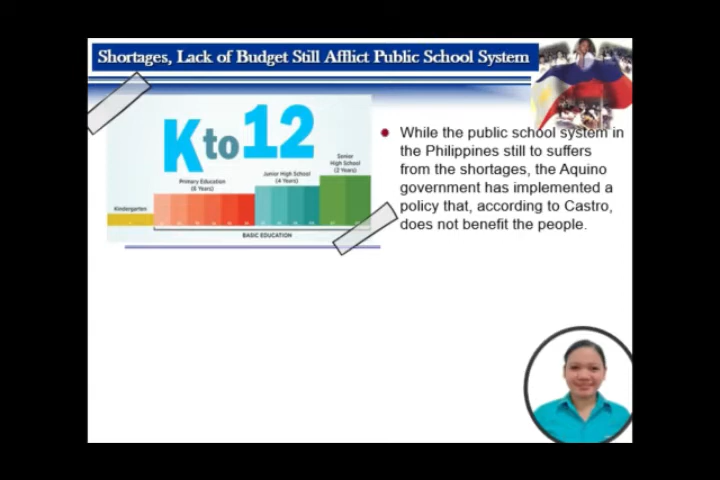 Shortages, Lack of Budget Still Afflict Public School System
K to 12
Senior
High School
(2 Years)
Junior High School
(4 Years)
Primary Education
(6 Years)
Kindergarten
BASIC EDUCATION
While the public school system in
the Philippines still to suffers
from the shortages, the Aquino
government has implemented a
policy that, according to Castro,
does not benefit the people.